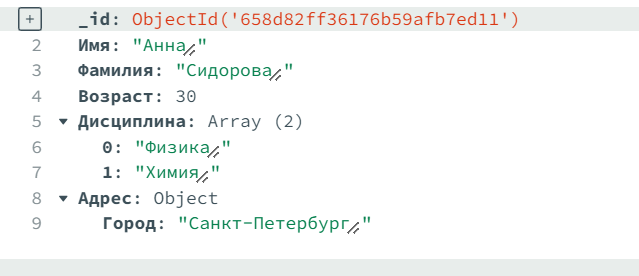 + _id: ObjectId('658d82ff36176b59afb7ed11')
2 Имя: "Анна"
3 Фамилия: "Сидорова"
4 Возраст: 30
5 Дисциплина: Array (2)
6 0: "Физика"
7 1: "Химия"
8 Адрес: Object
9 Город: "Санкт-Петербург"